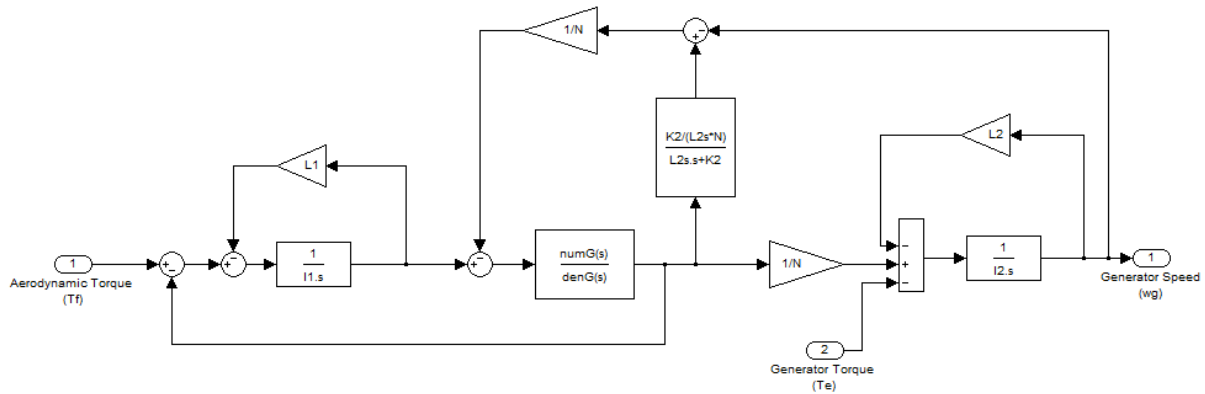 1/N
+
−
K2/(L2s*N)
L2s.s+K2
L2
L1
1
Aerodynamic Torque
(Tf)
+
−
+
−
1
I1.s
+
−
numG(s)
denG(s)
1/N
−
+
−
1
I2.s
1
Generator Speed
(wg)
2
Generator Torque
(Te)